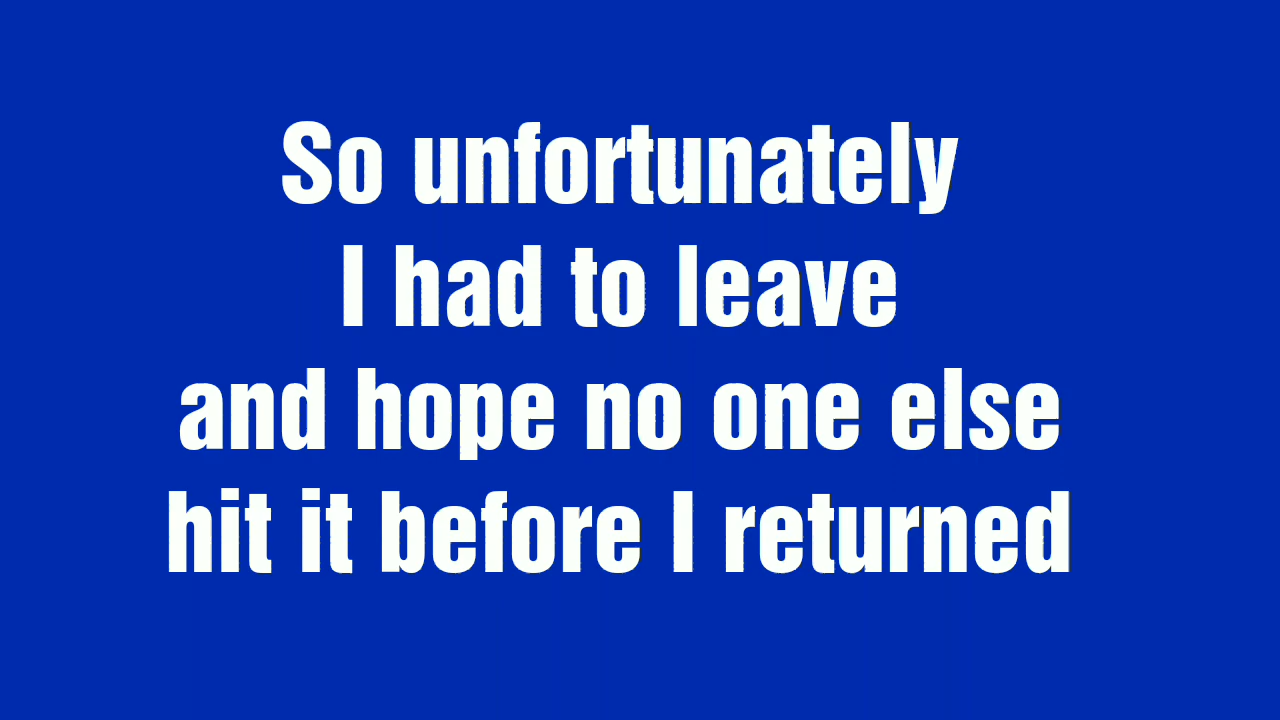 So unfortunately
I had to leave
and hope no one else
hit it before I returned